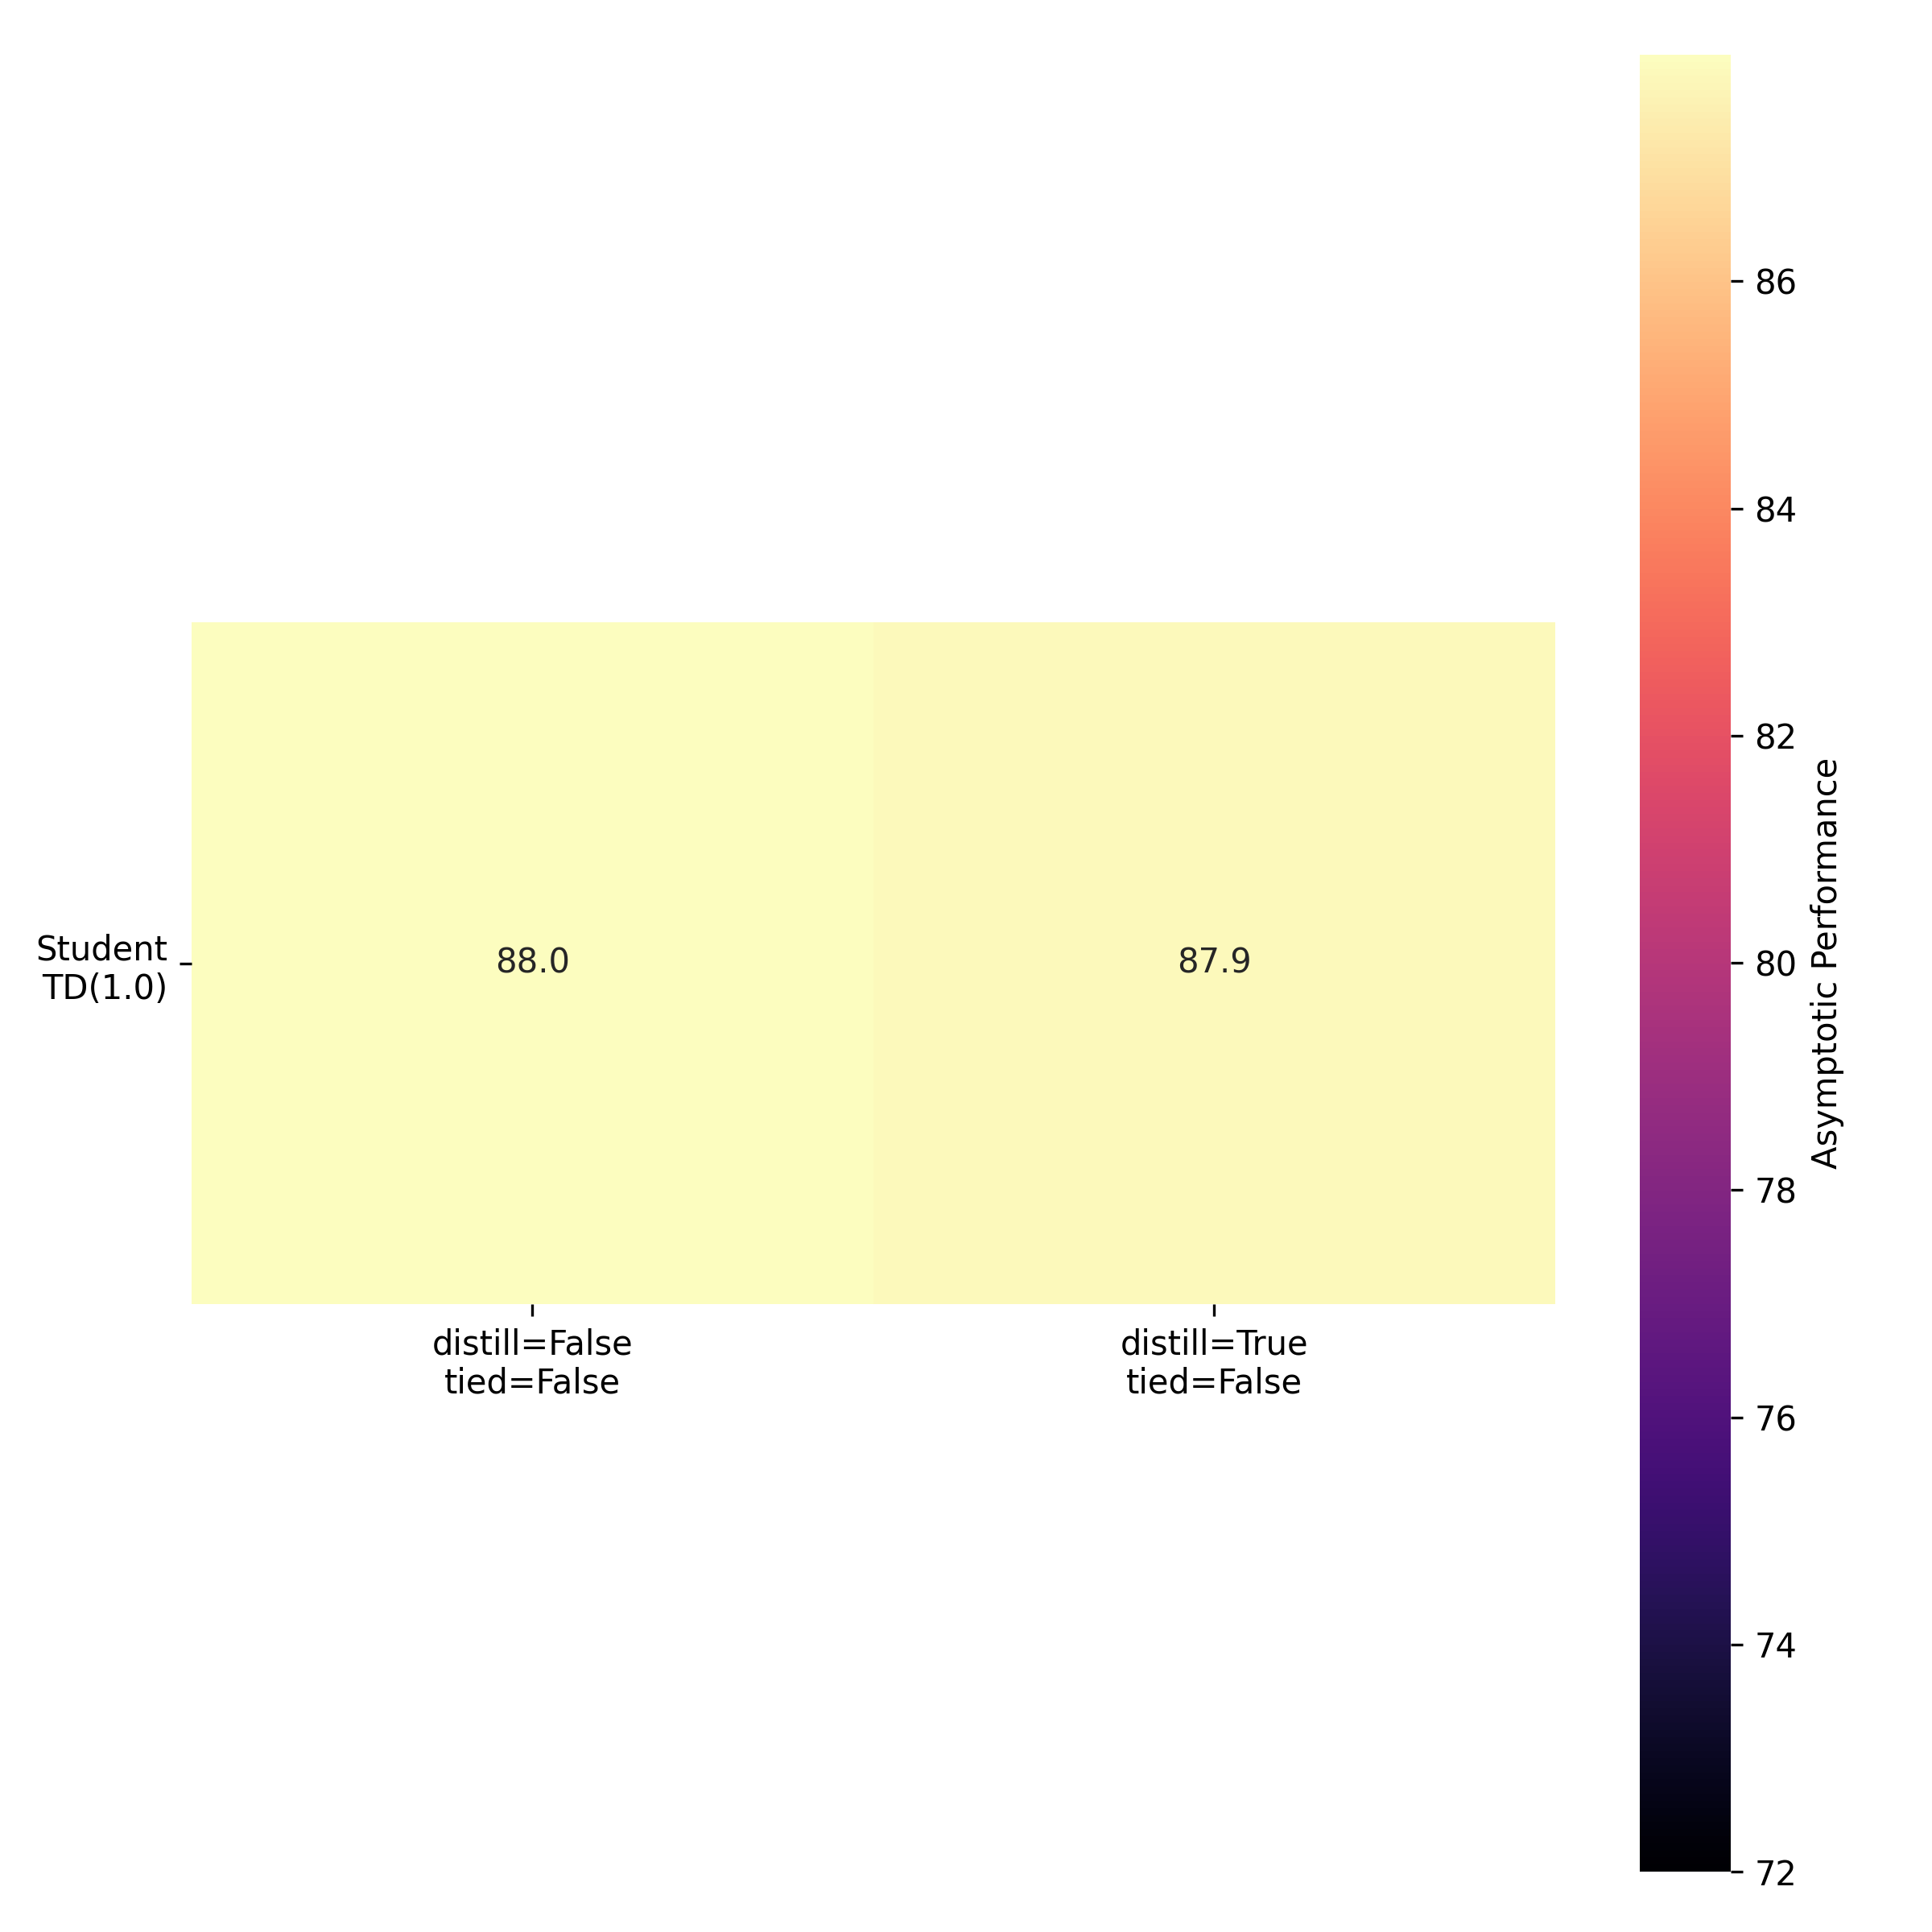 Student
TD(1.0)
88.0
87.9
distill=False
tied=False
distill=True
tied=False
86
84
82
80
78
76
74
72
Asymptotic Performance